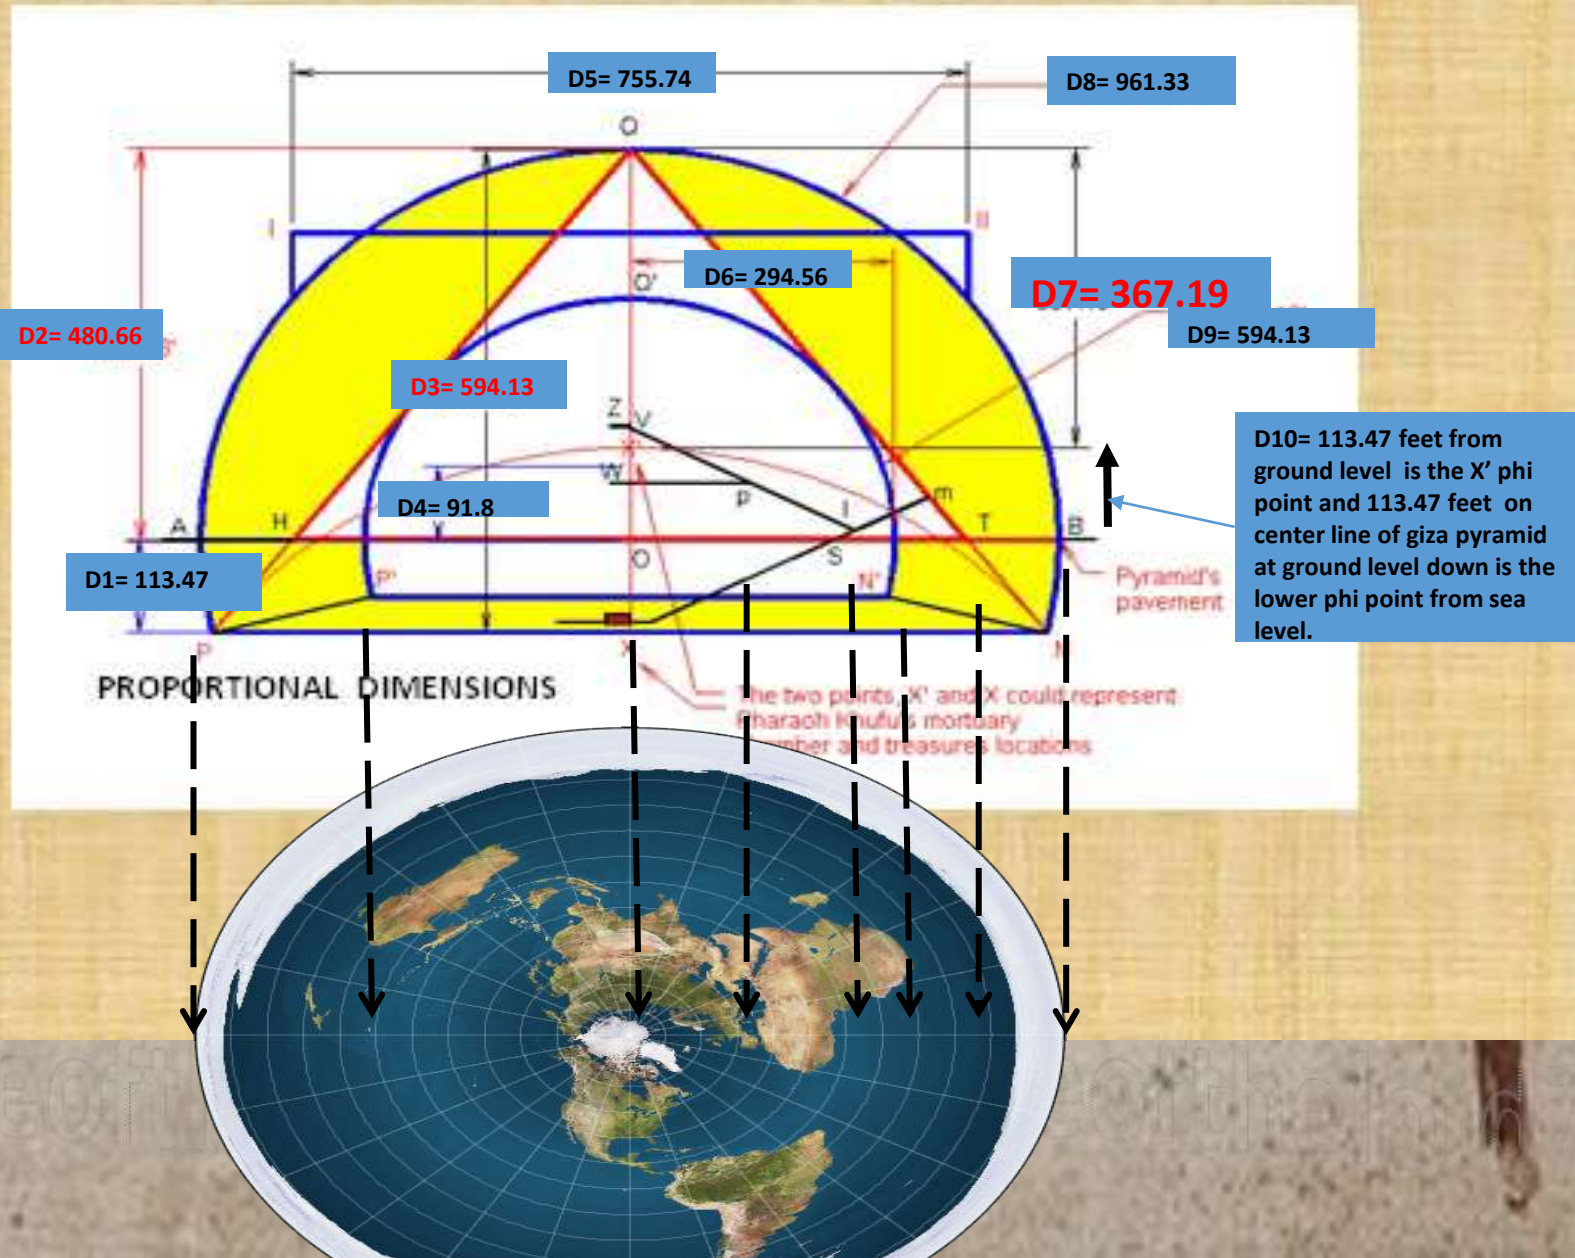 D5= 755.74
D8= 961.33
O
I
II
D6= 294.56
O'
D7= 367.19
D2= 480.66
D9= 594.13
D3= 594.13
Z
V
W
p
m
I
D4= 91.8
A
H
O
S
T
B
D10= 113.47 feet from
ground level is the X' phi
point and 113.47 feet on
center line of giza pyramid
at ground level down is the
lower phi point from sea
level.
D1= 113.47
P'
N'
Pyramid's
pavement
P
X
N
PROPORTIONAL DIMENSIONS
The two points, X' and X could represent
Pharaoh Khufu's mortuary
chamber and treasures locations